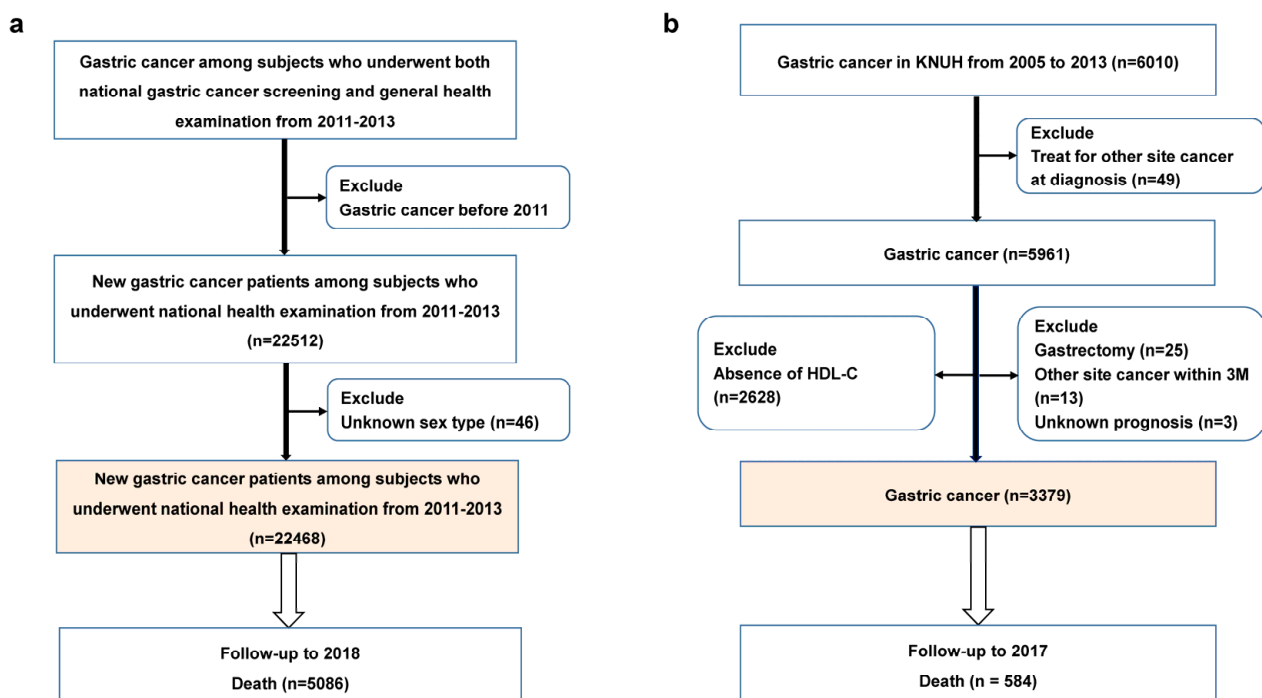 a
Gastric cancer among subjects who underwent both
national gastric cancer screening and general health
examination from 2011-2013
Exclude
Gastric cancer before 2011
New gastric cancer patients among subjects who
underwent national health examination from 2011-2013
(n=22512)
Exclude
Unknown sex type (n=46)
New gastric cancer patients among subjects who
underwent national health examination from 2011-2013
(n=22468)
Follow-up to 2018
Death (n=5086)
b
Gastric cancer in KNUH from 2005 to 2013 (n=6010)
Exclude
Treat for other site cancer
at diagnosis (n=49)
Gastric cancer (n=5961)
Exclude
Absence of HDL-C
(n=2628)
Exclude
Gastrectomy (n=25)
Other site cancer within 3M
(n=13)
Unknown prognosis (n=3)
Gastric cancer (n=3379)
Follow-up to 2017
Death (n = 584)